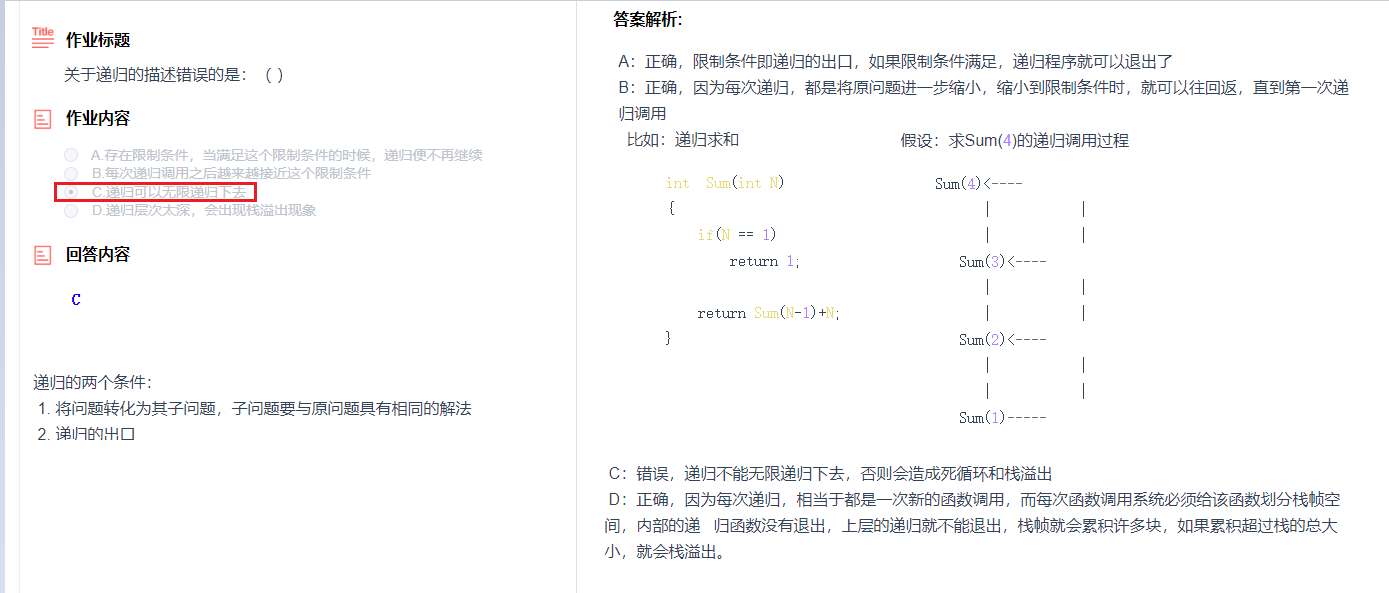 Title 作业标题
关于递归的描述错误的是：（ ）
作业内容
A.存在限制条件，当满足这个限制条件的时候，递归便不再继续
B.每次递归调用之后越来越接近这个限制条件
C.递归可以无限递归下去
D.递归层次太深，会出现栈溢出现象
回答内容
C
递归的两个条件：
1. 将问题转化为其子问题，子问题要与原问题具有相同的解法
2. 递归的出口
答案解析：
A：正确，限制条件即递归的出口，如果限制条件满足，递归程序就可以退出了
B：正确，因为每次递归，都是将原问题进一步缩小，缩小到限制条件时，就可以往回返，直到第一次递
归调用
比如：递归求和 假设：求Sum(4)的递归调用过程
int Sum(int N) Sum(4)<----
{ | |
if(N == 1) | |
return 1; Sum(3)<----
| |
return Sum(N-1)+N; | |
} Sum(2)<----
| |
| |
Sum(1)-----
C：错误，递归不能无限递归下去，否则会造成死循环和栈溢出
D：正确，因为每次递归，相当于都是一次新的函数调用，而每次函数调用系统必须给该函数划分栈帧空
间，内部的递 归函数没有退出，上层的递归就不能退出，栈帧就会累积许多块，如果累积超过栈的总大
小，就会栈溢出。